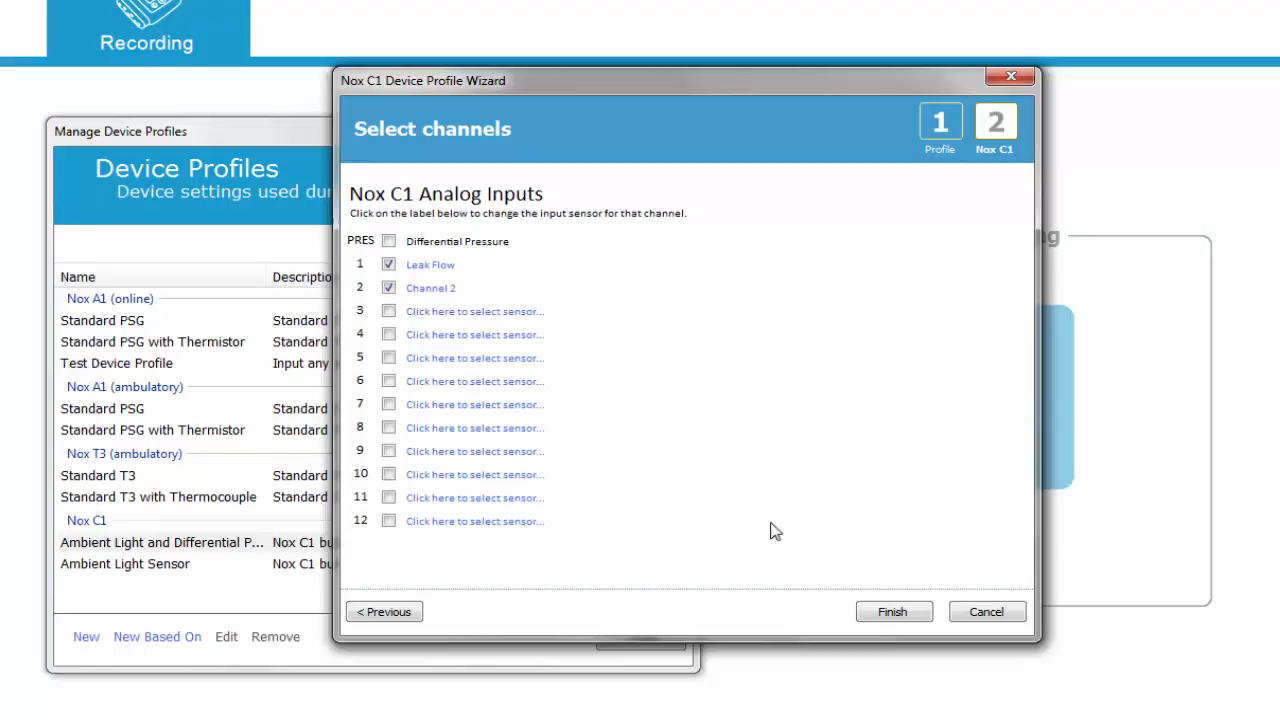 Recording
Nox C1 Device Profile Wizard
Select channels
1
Profile
2
Nox C1
Manage Device Profiles
Device Profiles
Device settings used du
Name
Description
Nox A1 (online)
Standard PSG
Standard
Standard PSG with Thermistor
Standard
Test Device Profile
Input any
Nox A1 (ambulatory)
Standard PSG
Standard
Standard PSG with Thermistor
Standard
Nox T3 (ambulatory)
Standard T3
Standard
Standard T3 with Thermocouple
Standard
Nox C1
Ambient Light and Differential P...
Nox C1 bu
Ambient Light Sensor
Nox C1 bu
New
New Based On
Edit
Remove
Nox C1 Analog Inputs
Click on the label below to change the input sensor for that channel.
PRES Differential Pressure
1 Leak Flow
2 Channel 2
3 Click here to select sensor...
4 Click here to select sensor...
5 Click here to select sensor...
6 Click here to select sensor...
7 Click here to select sensor...
8 Click here to select sensor...
9 Click here to select sensor...
10 Click here to select sensor...
11 Click here to select sensor...
12 Click here to select sensor...
< Previous
Finish
Cancel